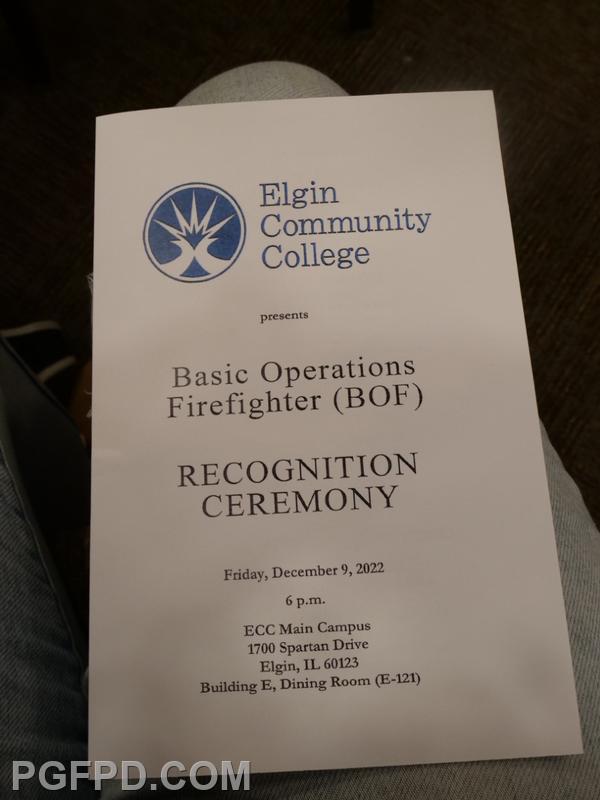 Elgin
Community
College
presents
Basic Operations
Firefighter (BOF)
RECOGNITION
CEREMONY
Friday, December 9, 2022
6 p.m.
ECC Main Campus
1700 Spartan Drive
Elgin, IL 60123
Building E, Dining Room (E-121)
PGFPD.COM